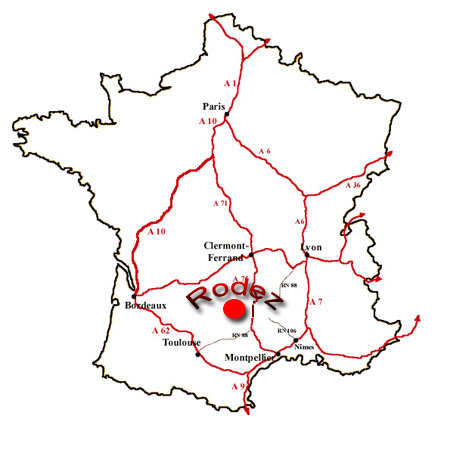 A 1
Paris
A 10
A 6
A 36
A 71
A6
A 10
Clermont-
Ferrand
Lyon
A 75
RN 88
Rodez
Bordeaux
A 7
A 62
RN 88
RN106
Toulouse
Nimes
Montpellier
A 9